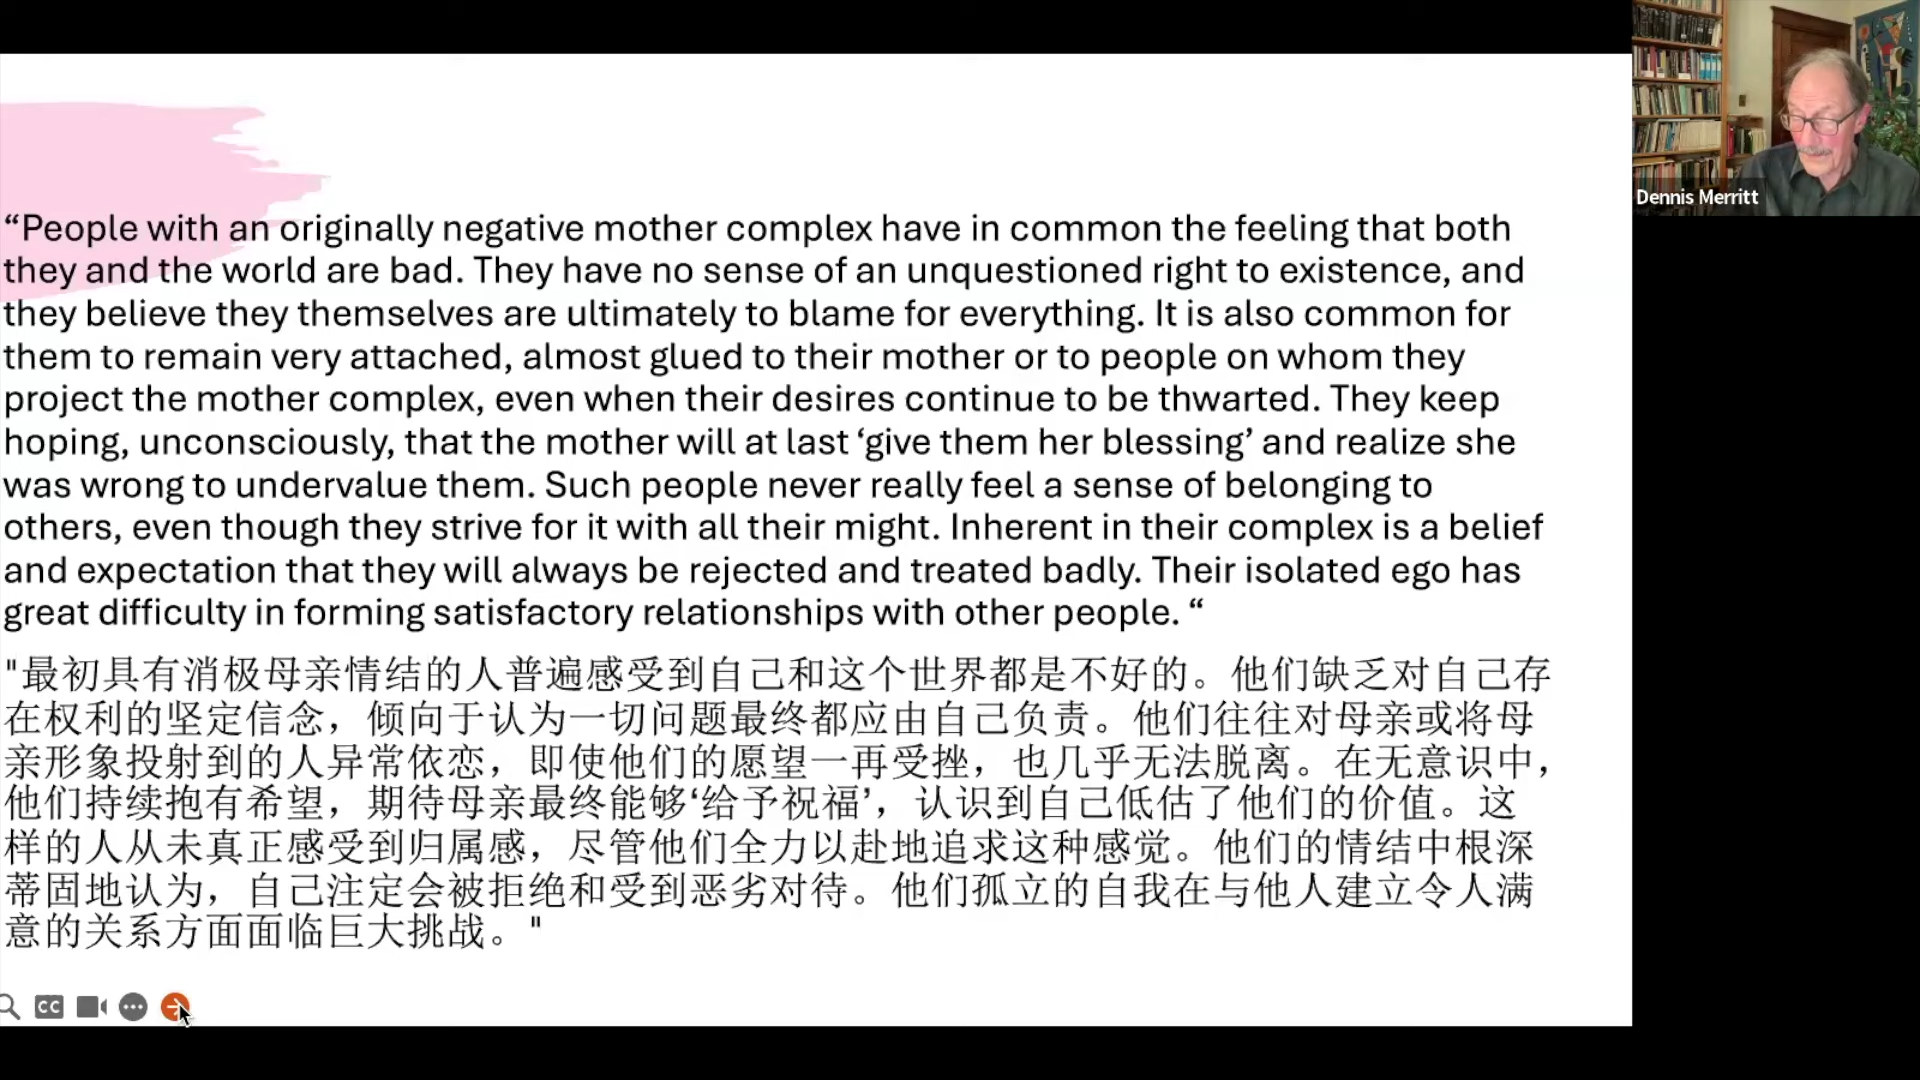 “People with an originally negative mother complex have in common the feeling that both
they and the world are bad. They have no sense of an unquestioned right to existence, and
they believe they themselves are ultimately to blame for everything. It is also common for
them to remain very attached, almost glued to their mother or to people on whom they
project the mother complex, even when their desires continue to be thwarted. They keep
hoping, unconsciously, that the mother will at last ‘give them her blessing’ and realize she
was wrong to undervalue them. Such people never really feel a sense of belonging to
others, even though they strive for it with all their might. Inherent in their complex is a belief
and expectation that they will always be rejected and treated badly. Their isolated ego has
great difficulty in forming satisfactory relationships with other people. “
"最初具有消极母亲情结的人普遍感受到自己和这个世界都是不好的。他们缺乏对自己存
在权利的坚定信念，倾向于认为一切问题最终都应由自己负责。他们往往对母亲或将母
亲形象投射到的人异常依恋，即使他们的愿望一再受挫，也几乎无法脱离。在无意识中，
他们持续抱有希望，期待母亲最终能够‘给予祝福’，认识到自己低估了他们的价值。这
样的人从未真正感受到归属感，尽管他们全力以赴地追求这种感觉。他们的情结中根深
蒂固地认为，自己注定会被拒绝和受到恶劣对待。他们孤立的自我在与他人建立令人满
意的关系方面面临巨大挑战。"
CC
Dennis Merritt